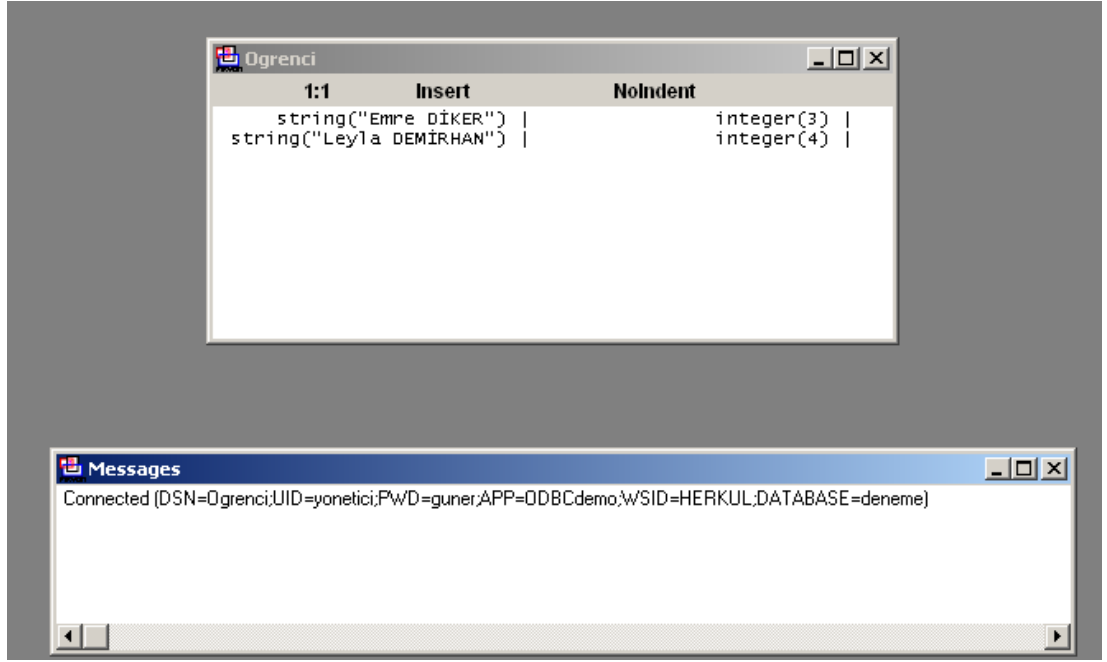 Ogrenci
1:1 Insert NoIndent
string("Emre DİKER") | integer(3) |
string("Leyla DEMİRHAN") | integer(4) |
Messages
Connected (DSN=Ogrenci;UID=yonetici;PWD=guner;APP=ODBCdemo;WSID=HERKUL;DATABASE=deneme)